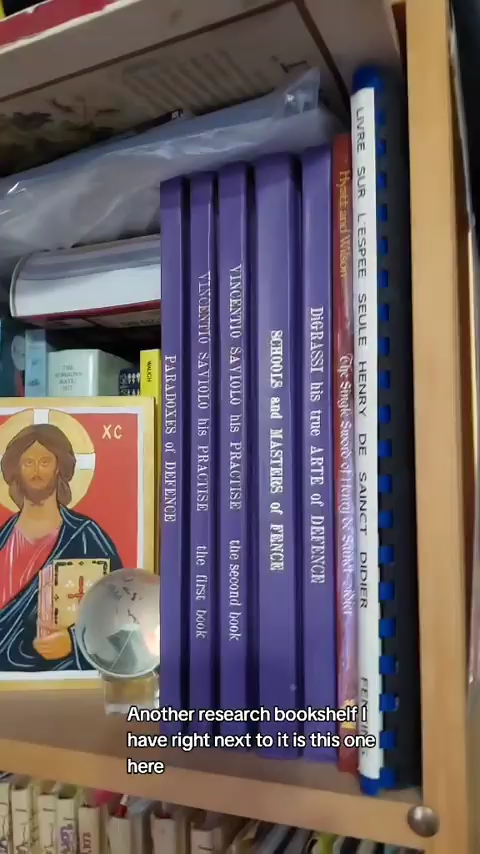 XC
WAUGH
PARADOXES of DEFENCE
VINCENTIO SAVIOLO his PRACTISE the first book
VINCENTIO SAVIOLO his PRACTISE the second book
SCHOOLS and MASTERS of FENCE
DiGRASSI his true ARTE of DEFENCE
Hyatt and Wilson
The Single Sword of Henry de Sainct-Didier
LIVRE SUR L'ESPEE SEULE HENRY DE SAINCT DIDIER
Another research bookshelf I
have right next to it is this one
here